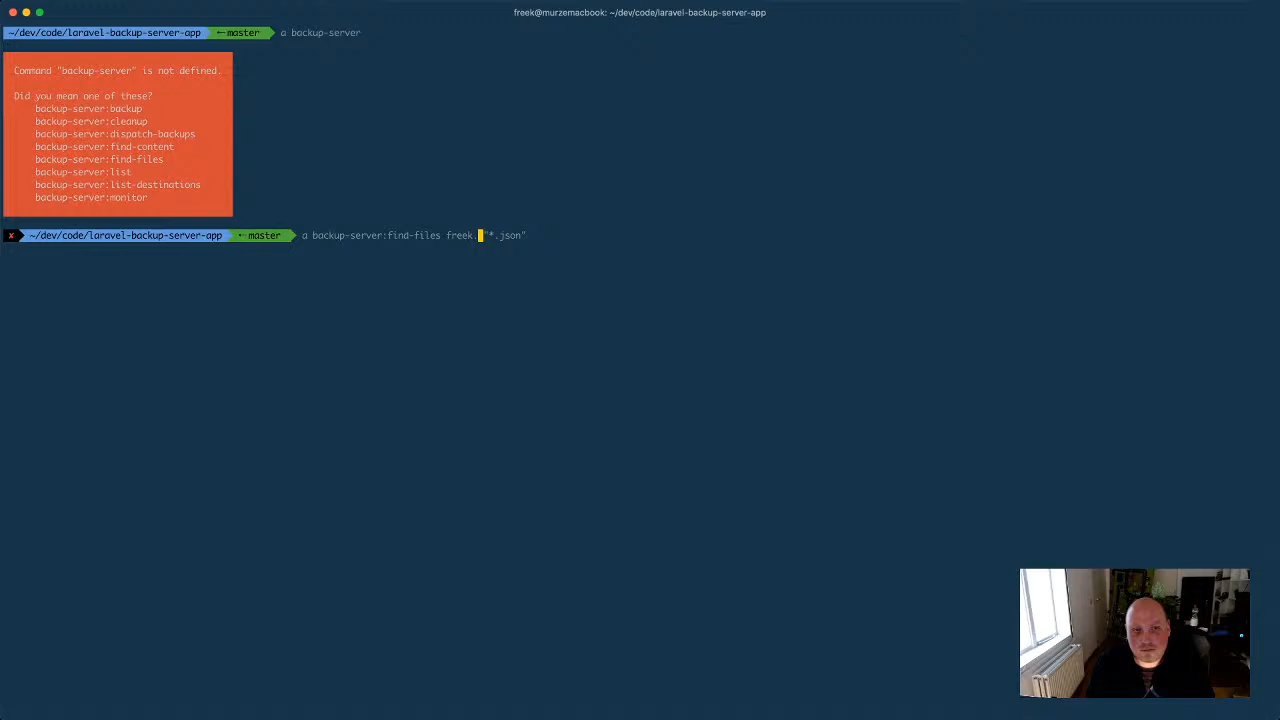 freek@murzemacbook: ~/dev/code/laravel-backup-server-app
~/dev/code/laravel-backup-server-app ←master a backup-server
Command "backup-server" is not defined.
Did you mean one of these?
backup-server:backup
backup-server:cleanup
backup-server:dispatch-backups
backup-server:find-content
backup-server:find-files
backup-server:list
backup-server:list-destinations
backup-server:monitor
✘ ~/dev/code/laravel-backup-server-app ←master a backup-server:find-files freek. "*.json"